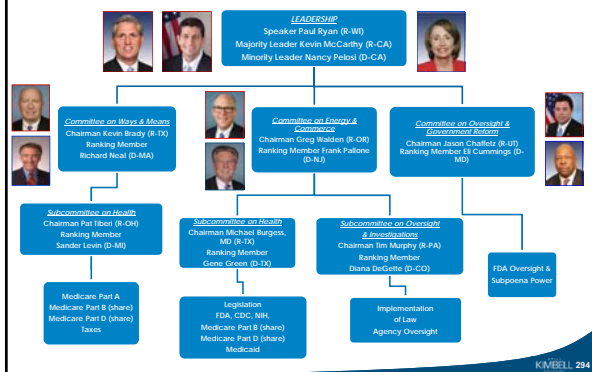 LEADERSHIP
Speaker Paul Ryan (R-WI)
Majority Leader Kevin McCarthy (R-CA)
Minority Leader Nancy Pelosi (D-CA)
Committee on Ways & Means
Chairman Kevin Brady (R-TX)
Ranking Member
Richard Neal (D-MA)
Committee on Energy &
Commerce
Chairman Greg Walden (R-OR)
Ranking Member Frank Pallone
(D-NJ)
Committee on Oversight &
Government Reform
Chairman Jason Chaffetz (R-UT)
Ranking Member Eli Cummings (D-
MD)
Subcommittee on Health
Chairman Pat Tiberi (R-OH)
Ranking Member
Sander Levin (D-MI)
Subcommittee on Health
Chairman Michael Burgess,
MD (R-TX)
Ranking Member
Gene Green (D-TX)
Subcommittee on Oversight
& Investigations
Chairman Tim Murphy (R-PA)
Ranking Member
Diana DeGette (D-CO)
FDA Oversight &
Subpoena Power
Medicare Part A
Medicare Part B (share)
Medicare Part D (share)
Taxes
Legislation
FDA, CDC, NIH,
Medicare Part B (share)
Medicare Part D (share)
Medicaid
Implementation
of Law
Agency Oversight
KIMBELL 294